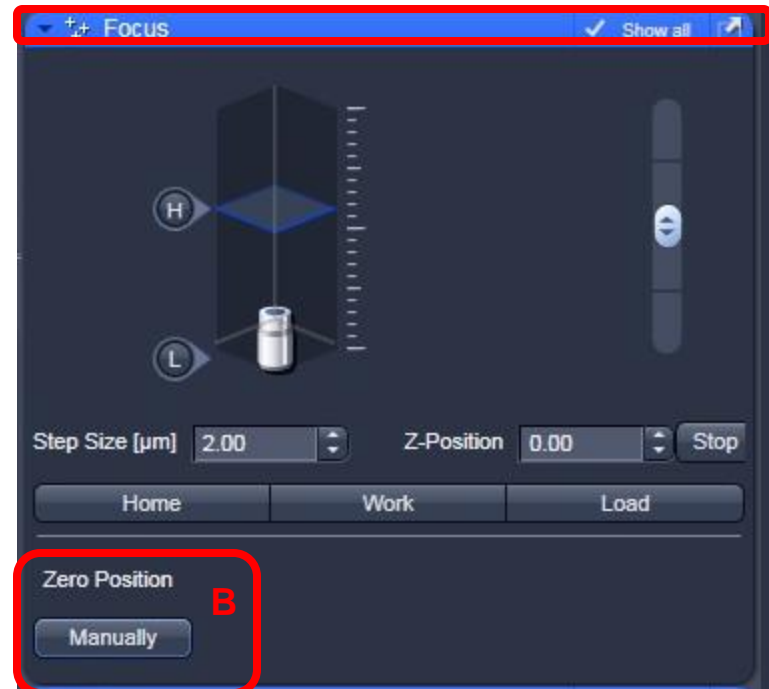 Focus Show all
H
L
Step Size [µm] 2.00 Z-Position 0.00 Stop
Home Work Load
Zero Position
B
Manually